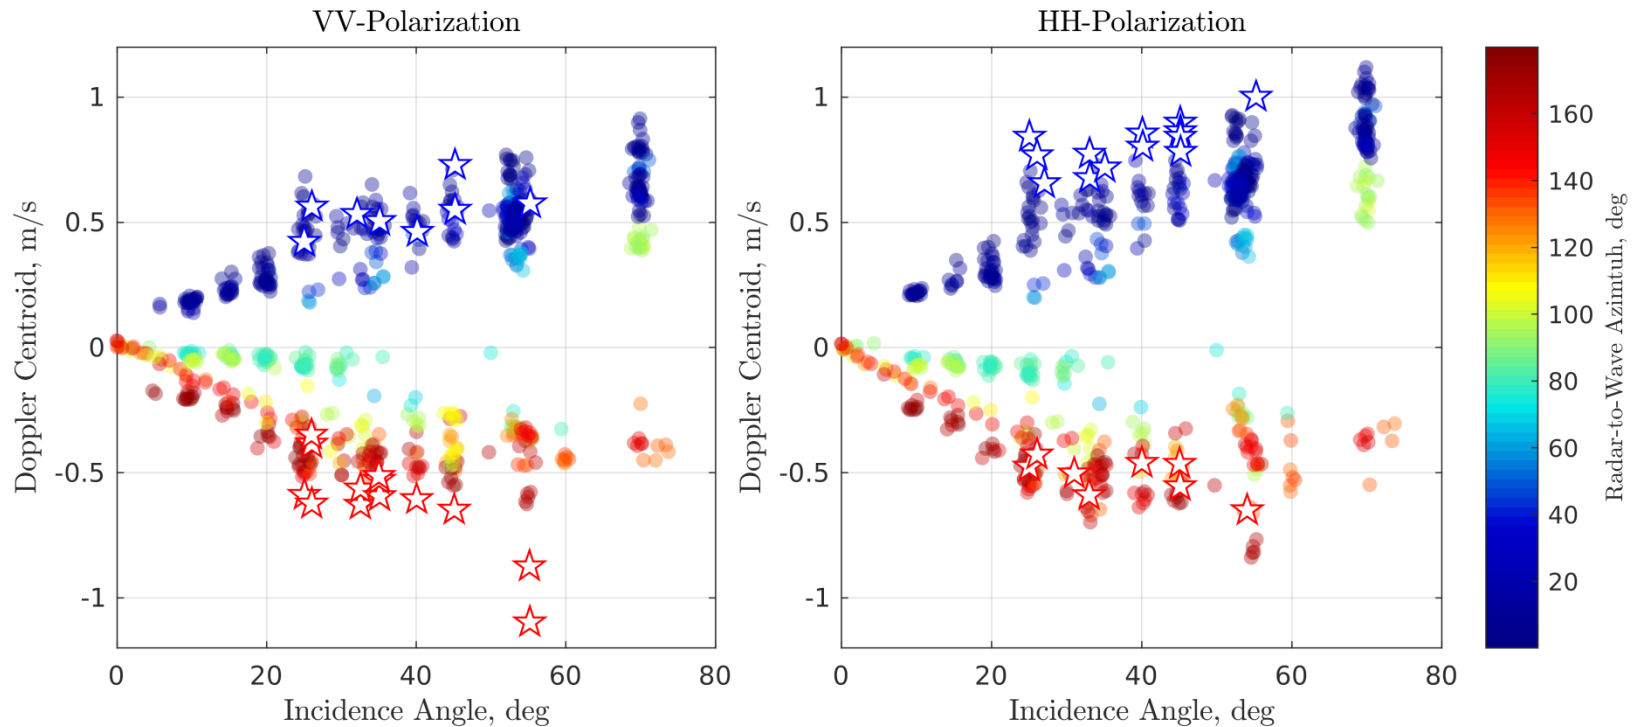 VV-Polarization
HH-Polarization
Doppler Centroid, m/s
1
0.5
0
-0.5
-1
0 20 40 60 80
Incidence Angle, deg
Doppler Centroid, m/s
1
0.5
0
-0.5
-1
0 20 40 60 80
Incidence Angle, deg
160
140
120
100
80
60
40
20
Radar-to-Wave Azimutuh, deg